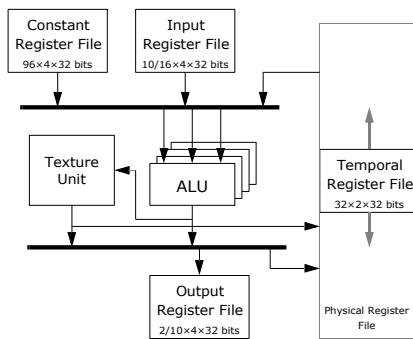 Constant
Register File
96×4×32 bits
Input
Register File
10/16×4×32 bits
Texture
Unit
ALU
Temporal
Register File
32×2×32 bits
Output
Register File
2/10×4×32 bits
Physical Register
File